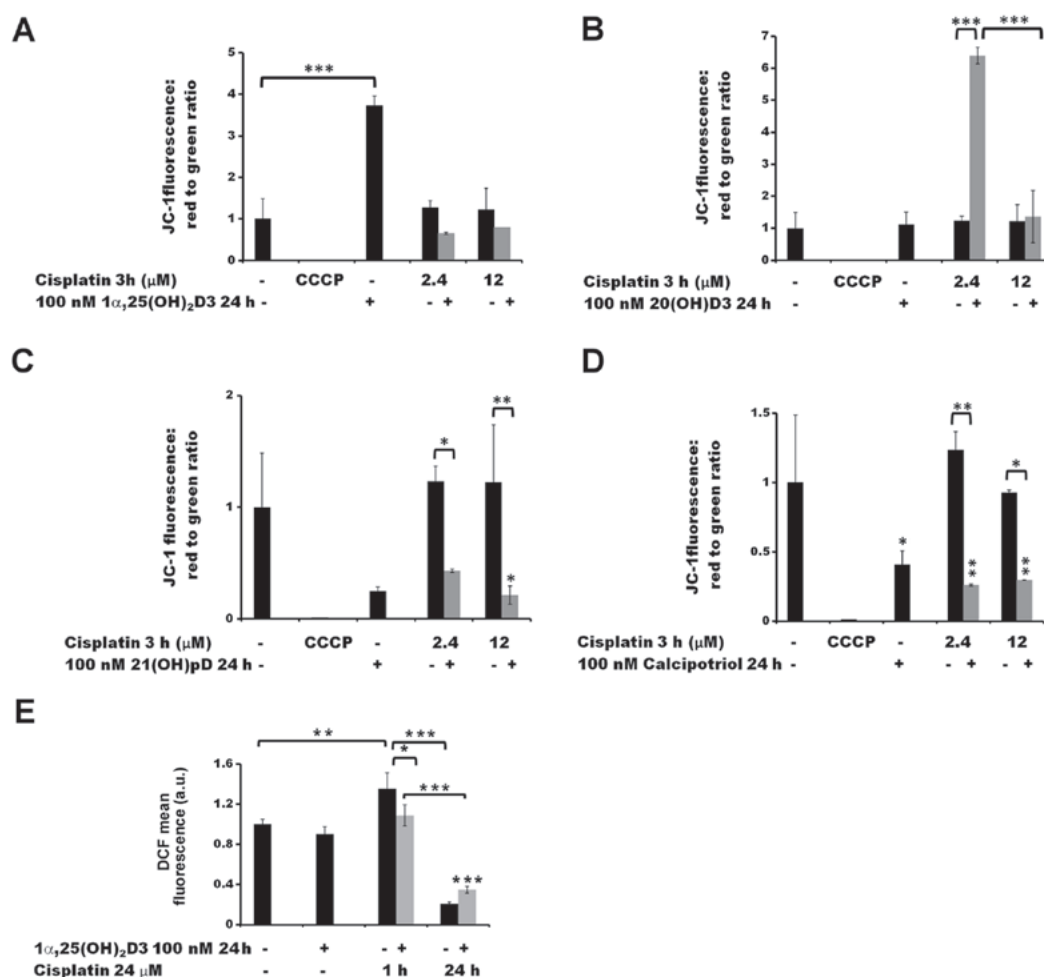 A
JC-1fluorescence:
red to green ratio
5
4
3
2
1
0
***
Cisplatin 3h (μM) - CCCP - 2.4 12
100 nM 1α,25(OH)₂D3 24 h - + - + - +
B
JC-1fluorescence:
red to green ratio
7
6
5
4
3
2
1
0
*** ***
Cisplatin 3 h (μM) - CCCP - 2.4 12
100 nM 20(OH)D3 24 h - + - + - +
C
JC-1 fluorescence:
red to green ratio
2
1
0
**
*
*
Cisplatin 3 h (μM) - CCCP - 2.4 12
100 nM 21(OH)pD 24 h - + - + - +
D
JC-1fluorescence:
red to green ratio
1.5
1
0.5
0
**
*
*
**
**
Cisplatin 3 h (μM) - CCCP - 2.4 12
100 nM Calcipotriol 24 h - + - + - +
E
DCF mean
fluorescence (a.u.)
1.6
1.2
0.8
0.4
0
** ***
*
***
***
1α,25(OH)₂D3 100 nM 24 h - + - + - +
Cisplatin 24 μM - - 1 h 24 h